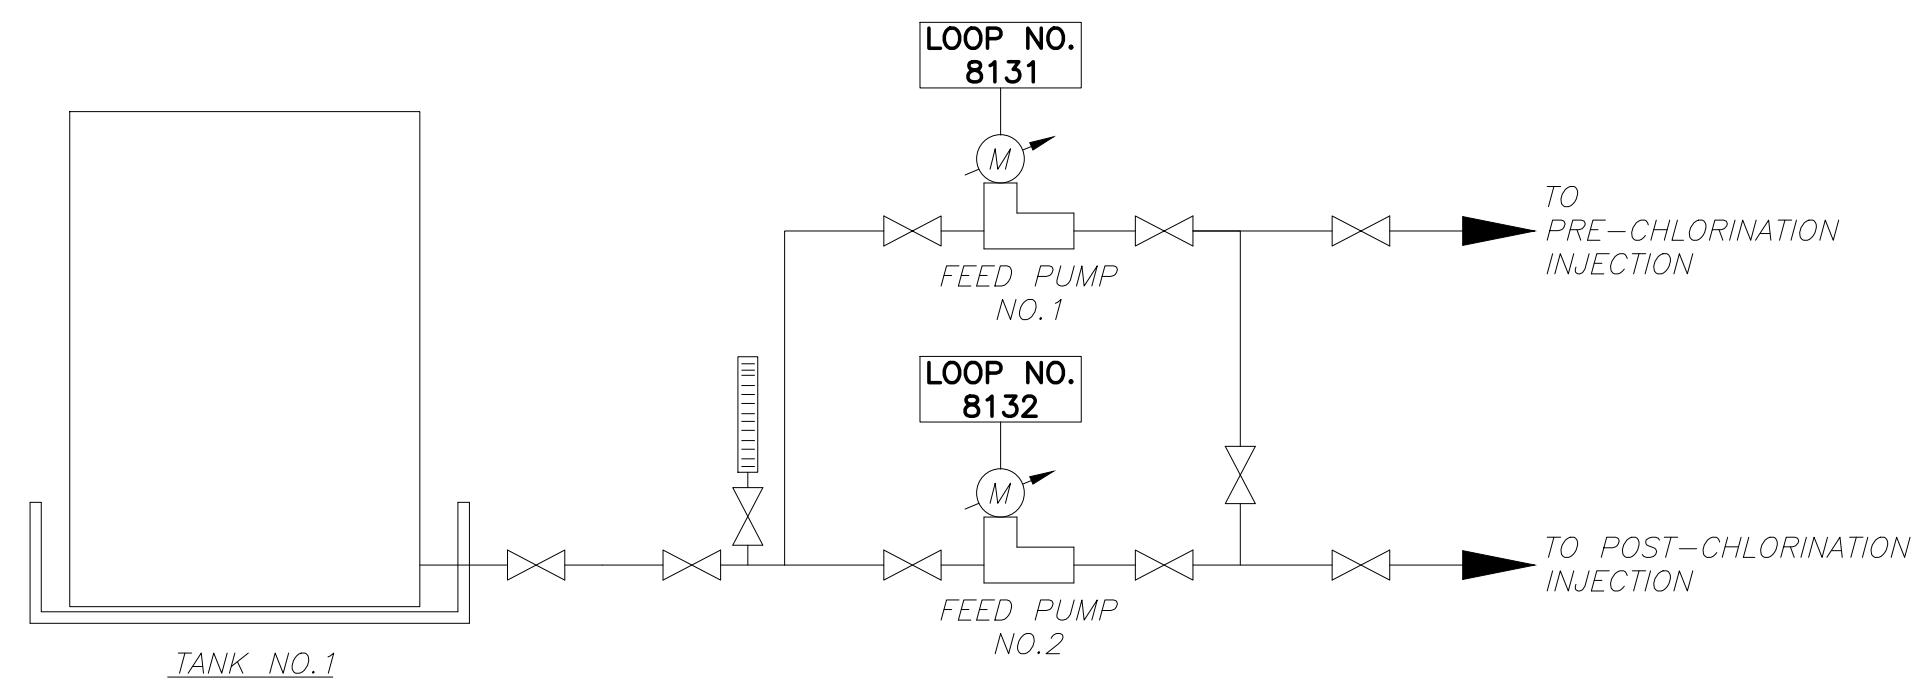 LOOP NO.
8131
M
TO
PRE-CHLORINATION
INJECTION
FEED PUMP
NO.1
LOOP NO.
8132
M
TO POST-CHLORINATION
INJECTION
FEED PUMP
NO.2
TANK NO.1